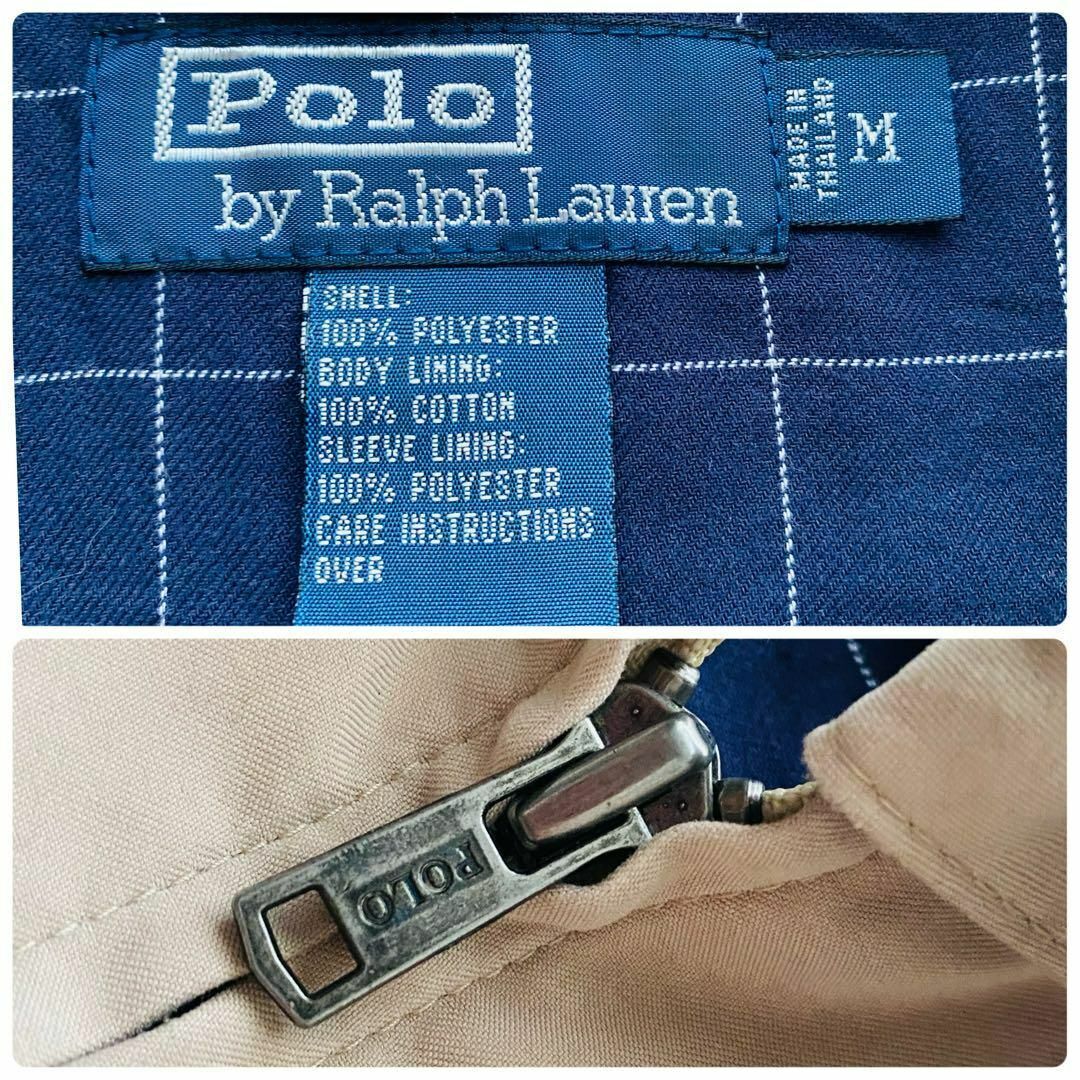 Polo
by Ralph Lauren
MADE IN
THAILAND
M
SHELL:
100% POLYESTER
BODY LINING:
100% COTTON
SLEEVE LINING:
100% POLYESTER
CARE INSTRUCTIONS
OVER
POLO